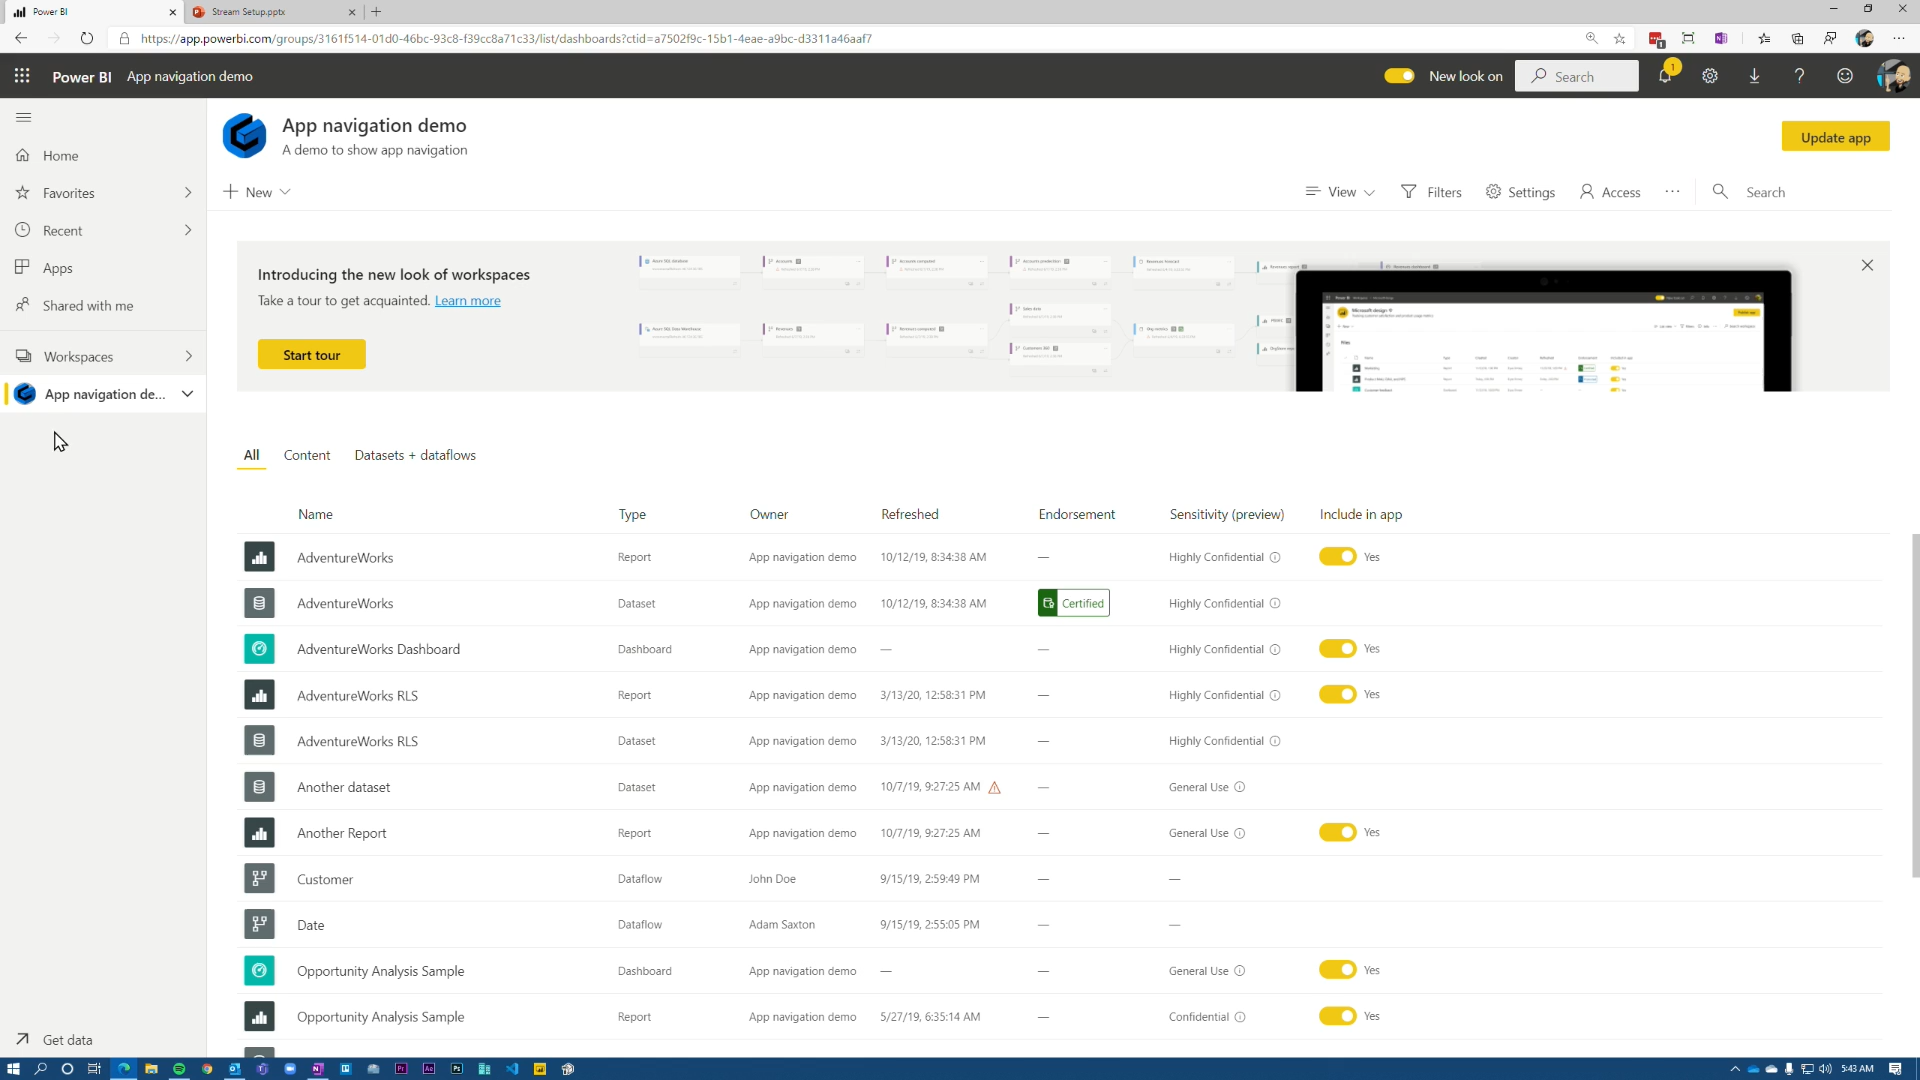 Power BI
Stream Setup.pptx
https://app.powerbi.com/groups/3161f514-01d0-46bc-93c8-f39cc8a71c33/list/dashboards?ctid=a7502f9c-15b1-4eae-a9bc-d3311a46aaf7
Power BI App navigation demo
New look on
Search
1
App navigation demo
A demo to show app navigation
Update app
New
View
Filters
Settings
Access
Search
Home
Favorites
Recent
Apps
Shared with me
Workspaces
App navigation de...
Get data
Introducing the new look of workspaces
Take a tour to get acquainted. Learn more
Start tour
All Content Datasets + dataflows
Name Type Owner Refreshed Endorsement Sensitivity (preview) Include in app
AdventureWorks Report App navigation demo 10/12/19, 8:34:38 AM — Highly Confidential Yes
AdventureWorks Dataset App navigation demo 10/12/19, 8:34:38 AM Certified Highly Confidential
AdventureWorks Dashboard Dashboard App navigation demo — — Highly Confidential Yes
AdventureWorks RLS Report App navigation demo 3/13/20, 12:58:31 PM — Highly Confidential Yes
AdventureWorks RLS Dataset App navigation demo 3/13/20, 12:58:31 PM — Highly Confidential
Another dataset Dataset App navigation demo 10/7/19, 9:27:25 AM — General Use
Another Report Report App navigation demo 10/7/19, 9:27:25 AM — General Use Yes
Customer Dataflow John Doe 9/15/19, 2:59:49 PM — —
Date Dataflow Adam Saxton 9/15/19, 2:55:05 PM — —
Opportunity Analysis Sample Dashboard App navigation demo — — General Use Yes
Opportunity Analysis Sample Report App navigation demo 5/27/19, 6:35:14 AM — Confidential Yes
5:43 AM